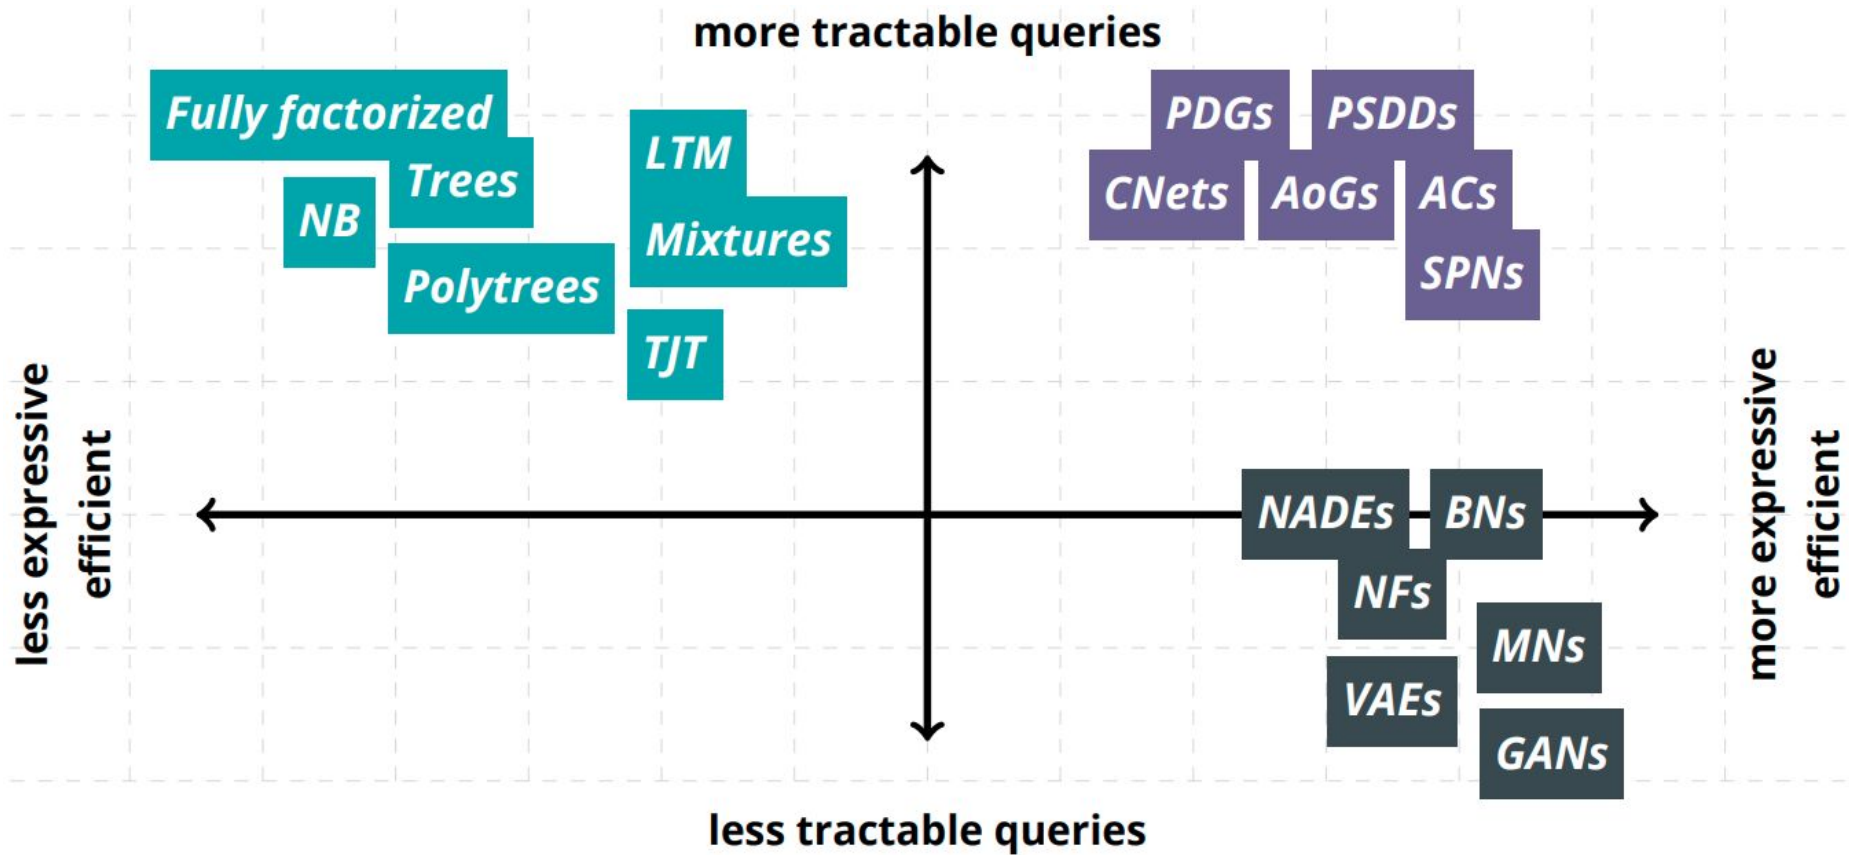 more tractable queries
Fully factorized
PDGs
PSDDs
LTM
Trees
CNets
AoGs
ACs
NB
Mixtures
SPNs
Polytrees
TJT
less expressive
efficient
more expressive
efficient
NADEs
BNs
NFs
MNs
VAEs
GANs
less tractable queries